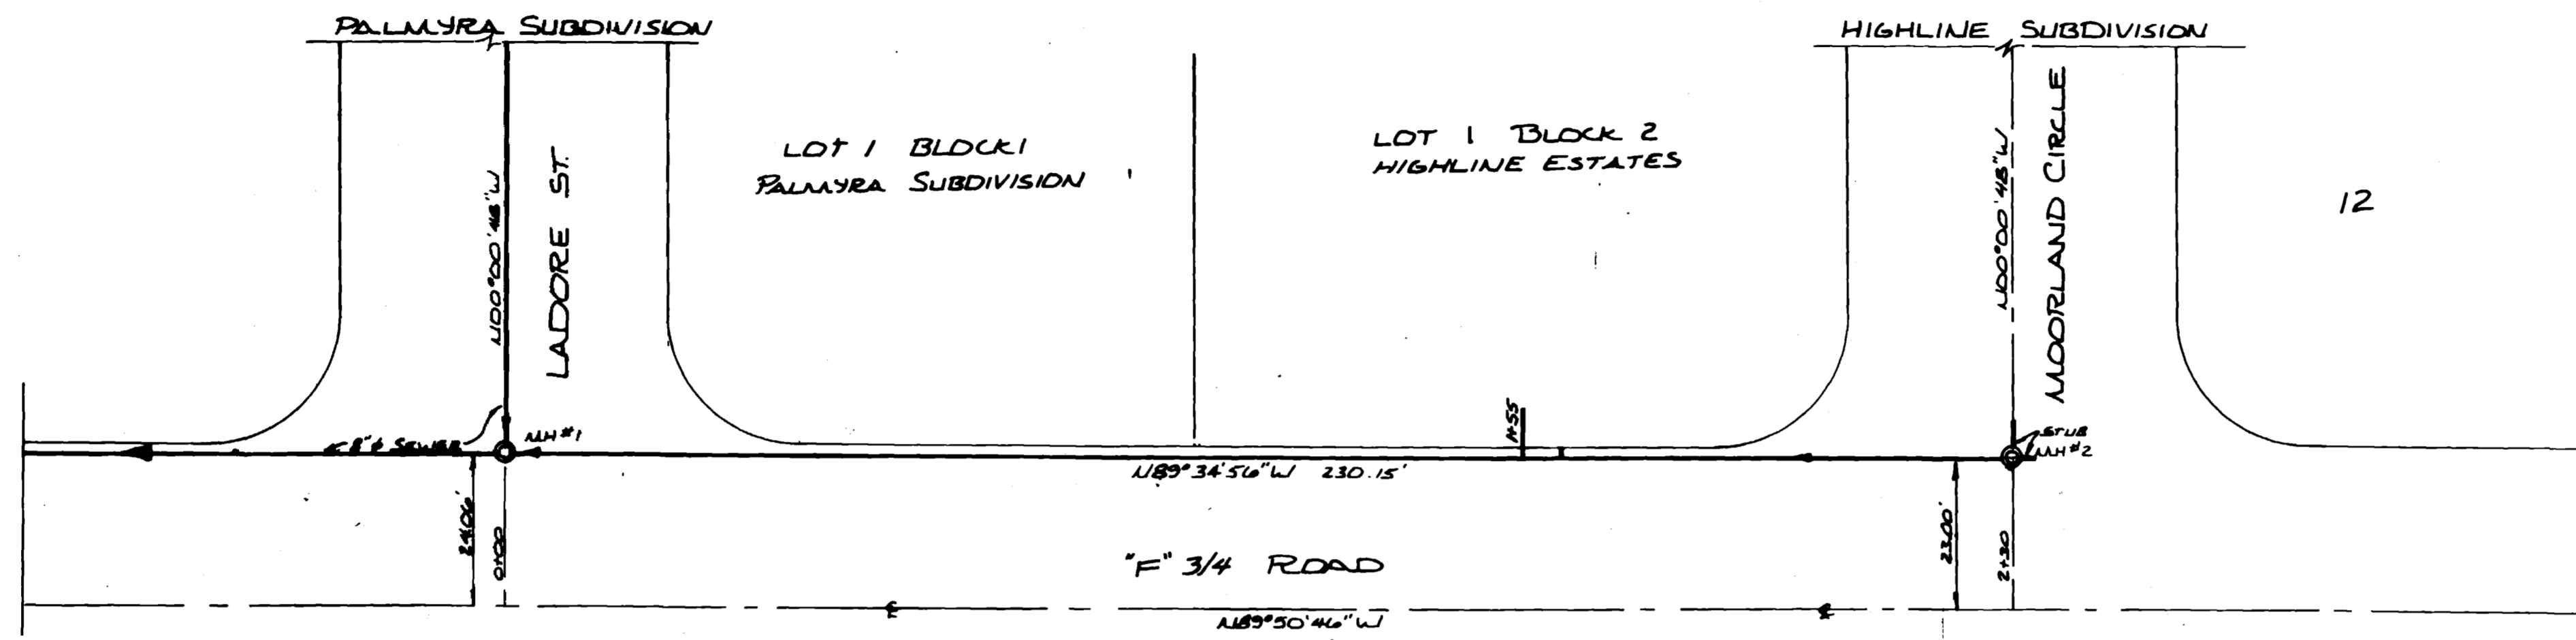 PALMYRA SUBDIVISION
HIGHLINE SUBDIVISION
LOT 1 BLOCK 1
PALMYRA SUBDIVISION
LOT 1 BLOCK 2
HIGHLINE ESTATES
12
N00°00'48"W
LADORE ST.
N00°00'48"W
MOORLAND CIRCLE
8"ϕ SEWER
MH#1
1+55
STUB
MH#2
N89°34'56"W 230.15'
24.06'
0+00
23.00'
2+30
"F" 3/4 ROAD
N89°50'46"W